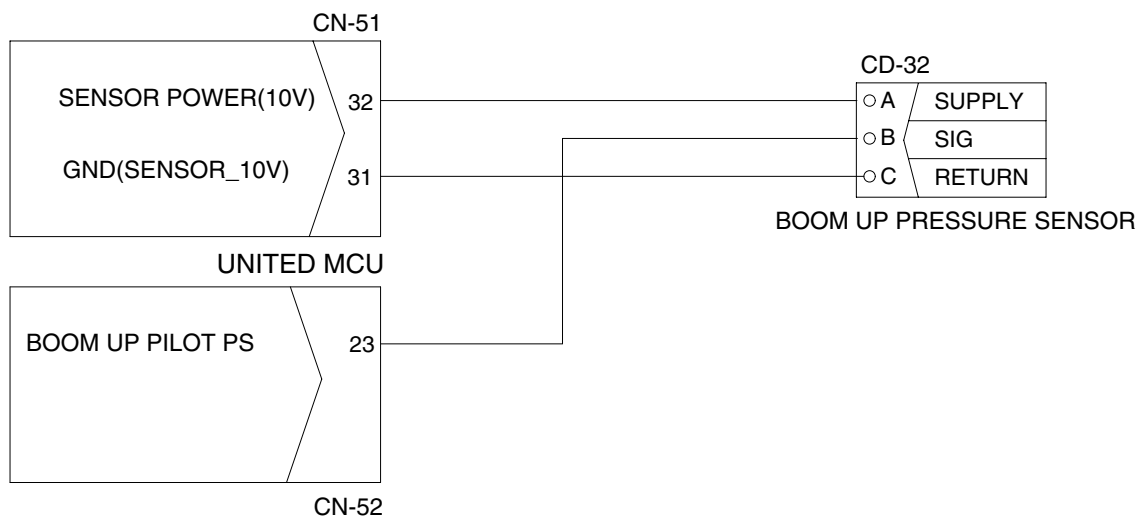 CN-51
SENSOR POWER(10V) 32
GND(SENSOR_10V) 31
UNITED MCU
BOOM UP PILOT PS 23
CN-52
CD-32
A SUPPLY
B SIG
C RETURN
BOOM UP PRESSURE SENSOR